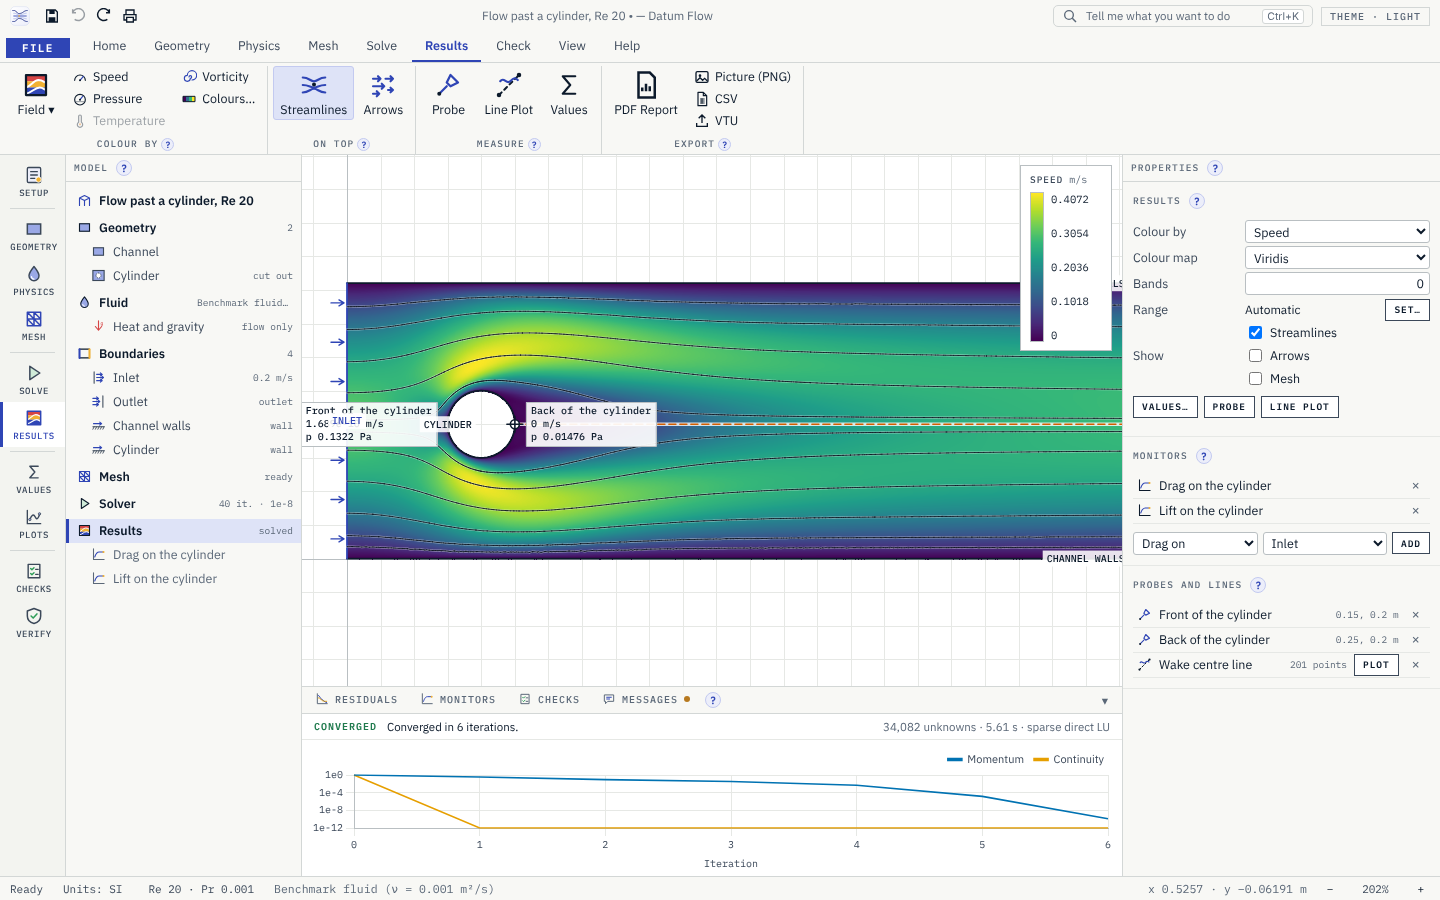 Flow past a cylinder, Re 20 • — Datum Flow
Tell me what you want to do
Ctrl+K
THEME · LIGHT
FILE
Home
Geometry
Physics
Mesh
Solve
Results
Check
View
Help
Field ▾
Speed
Pressure
Temperature
Vorticity
Colours…
COLOUR BY ?
Streamlines
Arrows
ON TOP ?
Probe
Line Plot
Values
MEASURE ?
PDF Report
Picture (PNG)
CSV
VTU
EXPORT ?
SETUP
GEOMETRY
PHYSICS
MESH
SOLVE
RESULTS
VALUES
PLOTS
CHECKS
VERIFY
MODEL ?
Flow past a cylinder, Re 20
Geometry 2
Channel
Cylinder cut out
Fluid Benchmark fluid…
Heat and gravity flow only
Boundaries 4
Inlet 0.2 m/s
Outlet outlet
Channel walls wall
Cylinder wall
Mesh ready
Solver 40 it. · 1e-8
Results solved
Drag on the cylinder
Lift on the cylinder
SPEED m/s
0.4072
0.3054
0.2036
0.1018
0
LS
Front of the cylinder
1.68 m/s
INLET
p 0.1322 Pa
CYLINDER
Back of the cylinder
0 m/s
p 0.01476 Pa
CHANNEL WALLS
RESIDUALS
MONITORS
CHECKS
MESSAGES
?
▼
CONVERGED Converged in 6 iterations.
34,082 unknowns · 5.61 s · sparse direct LU
Momentum
Continuity
1e0
1e-4
1e-8
1e-12
0 1 2 3 4 5 6
Iteration
PROPERTIES ?
RESULTS ?
Colour by Speed
Colour map Viridis
Bands 0
Range Automatic SET…
Streamlines
Show Arrows
Mesh
VALUES… PROBE LINE PLOT
MONITORS ?
Drag on the cylinder ×
Lift on the cylinder ×
Drag on Inlet ADD
PROBES AND LINES ?
Front of the cylinder 0.15, 0.2 m ×
Back of the cylinder 0.25, 0.2 m ×
Wake centre line 201 points PLOT ×
Ready Units: SI Re 20 · Pr 0.001 Benchmark fluid (ν = 0.001 m²/s)
x 0.5257 · y −0.06191 m − 202% +